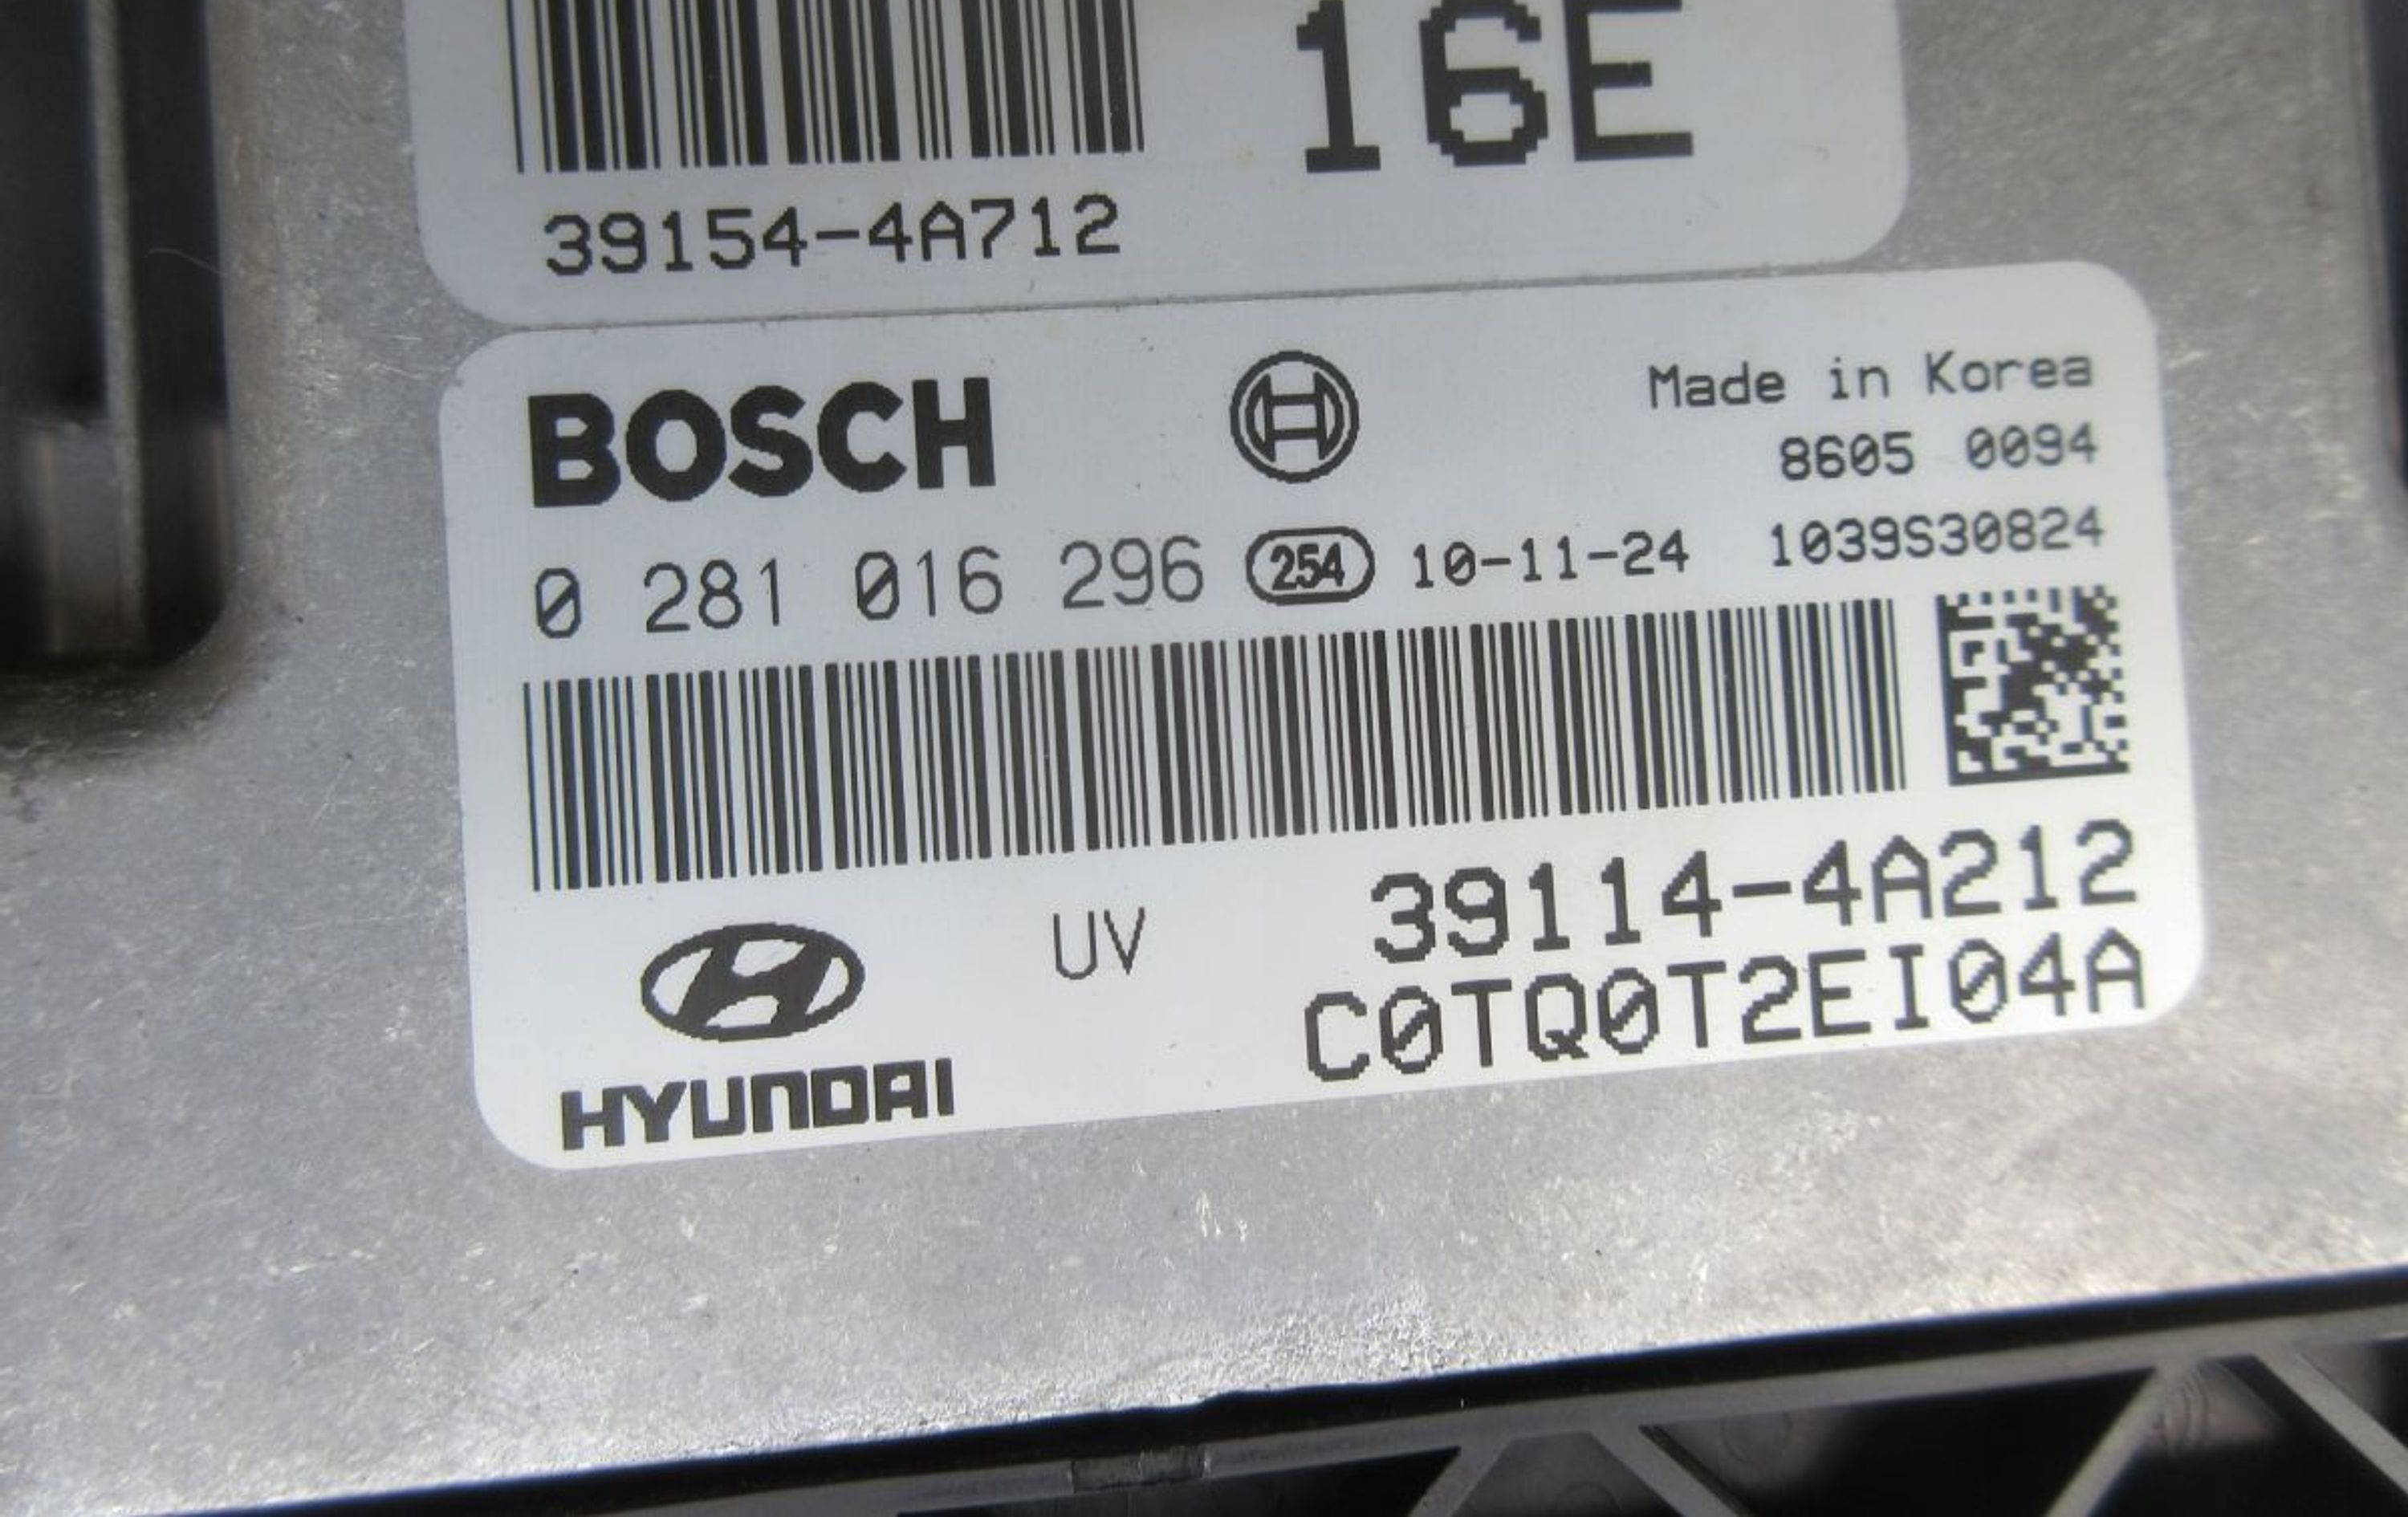 16E
39154-4A712
BOSCH
Made in Korea
8605 0094
0 281 016 296 254 10-11-24 1039S30824
39114-4A212
UV
C0TQ0T2EI04A
HYUNDAI